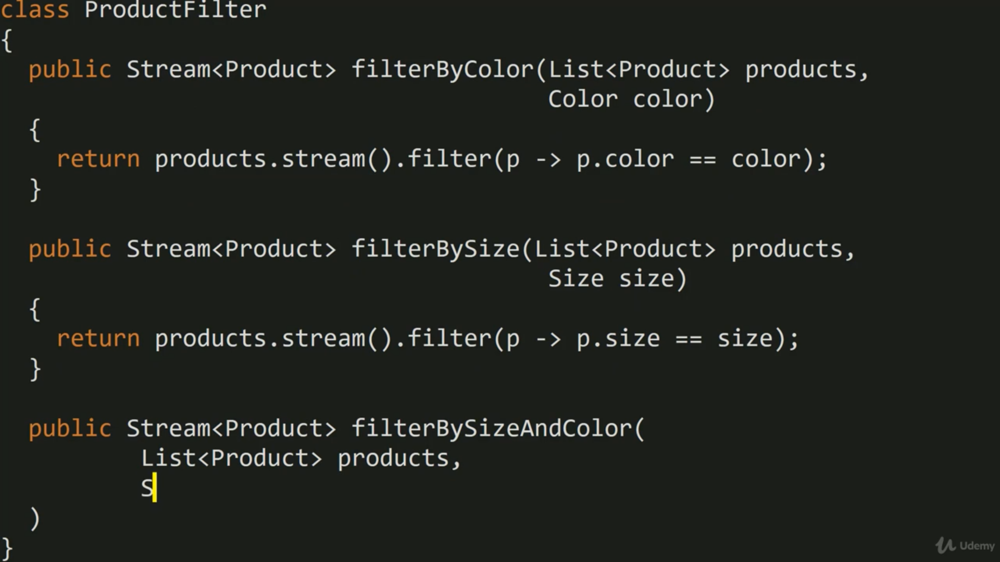 class ProductFilter
{
  public Stream<Product> filterByColor(List<Product> products,
                                       Color color)
  {
    return products.stream().filter(p -> p.color == color);
  }

  public Stream<Product> filterBySize(List<Product> products,
                                       Size size)
  {
    return products.stream().filter(p -> p.size == size);
  }

  public Stream<Product> filterBySizeAndColor(
          List<Product> products,
          S
  )
}
Udemy